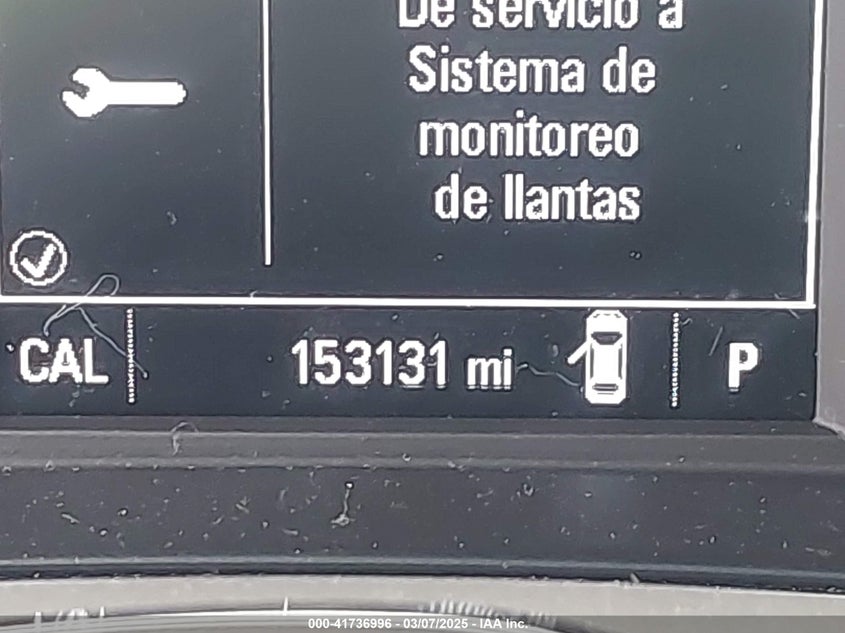 De servicio a
Sistema de
monitoreo
de llantas
CAL
153131 mi
P
000-41736996 - 03/07/2025 - IAA Inc.